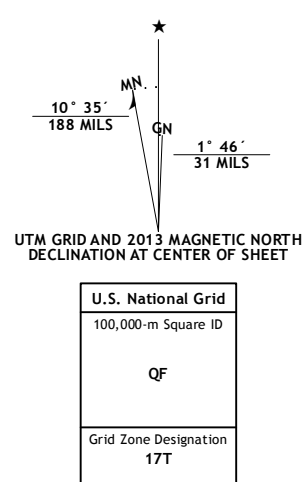 ★
MN
10° 35´
188 MILS
GN
1° 46´
31 MILS
UTM GRID AND 2013 MAGNETIC NORTH
DECLINATION AT CENTER OF SHEET
U.S. National Grid
100,000-m Square ID
QF
Grid Zone Designation
17T